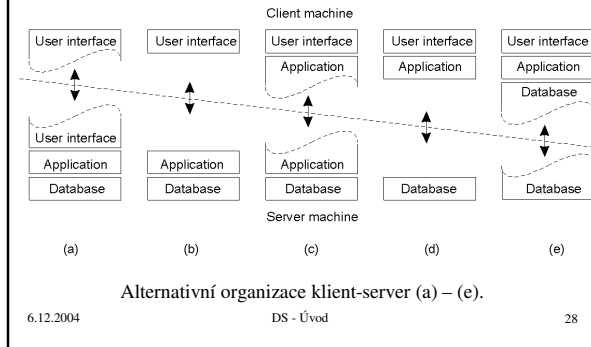 Client machine
User interface User interface User interface User interface User interface
Application Application Application
Database
User interface
Application Application Application
Database Database Database Database Database
Server machine
(a) (b) (c) (d) (e)
Alternativní organizace klient-server (a) – (e).
6.12.2004 DS - Úvod 28